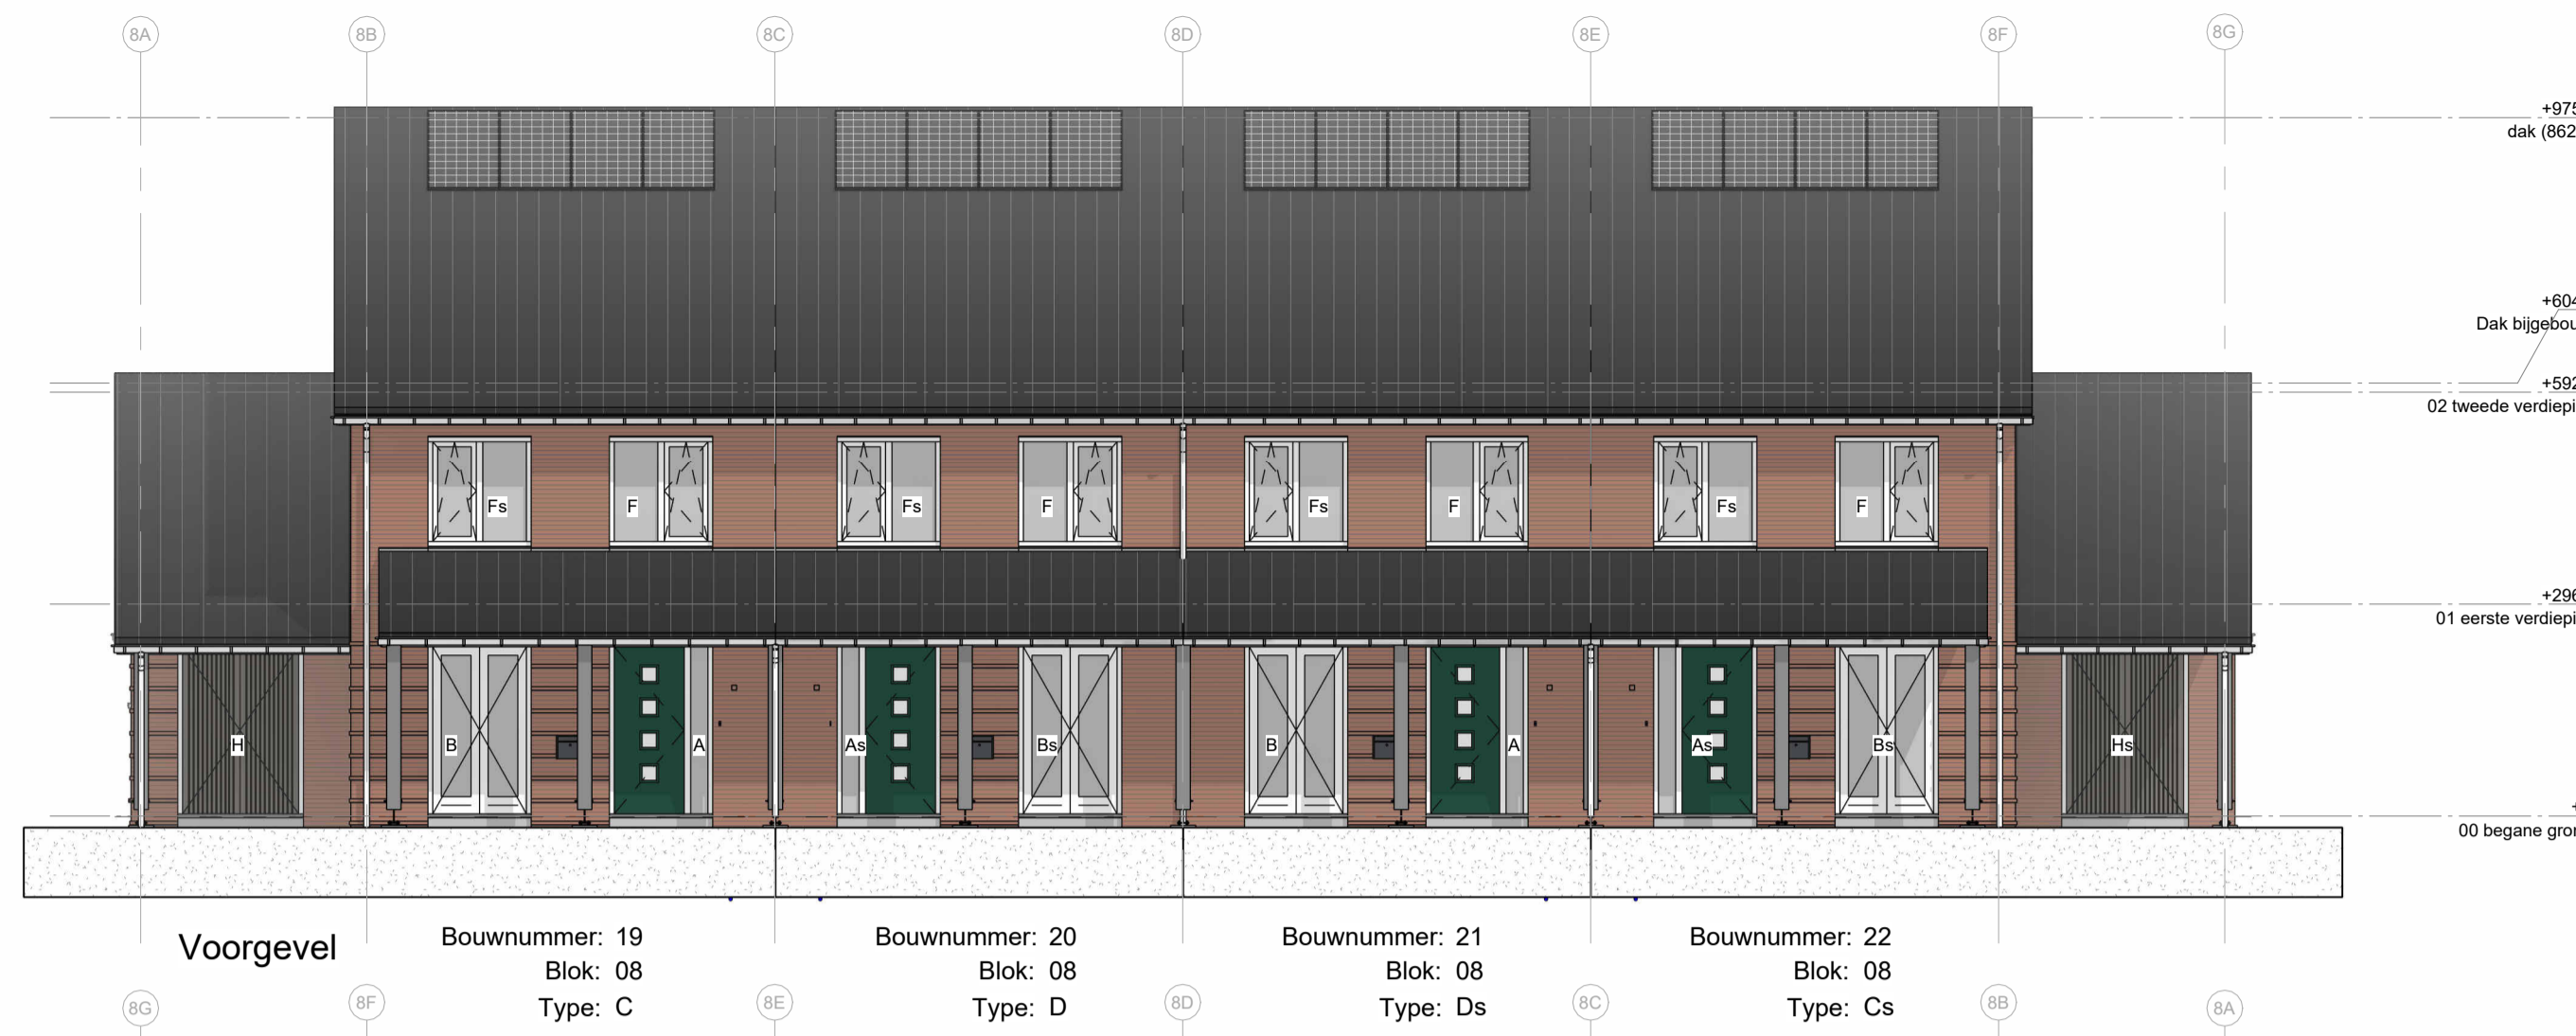 8A 8B 8C 8D 8E 8F 8G
+975
dak (862
+604
Dak bijgebou
+592
02 tweede verdiepi
Fs F Fs F Fs F Fs F
+296
01 eerste verdiepi
H B A As Bs B A As Bs Hs
+
00 begane gron
Voorgevel
Bouwnummer: 19 Bouwnummer: 20 Bouwnummer: 21 Bouwnummer: 22
Blok: 08 Blok: 08 Blok: 08 Blok: 08
Type: C Type: D Type: Ds Type: Cs
8G 8F 8E 8D 8C 8B 8A